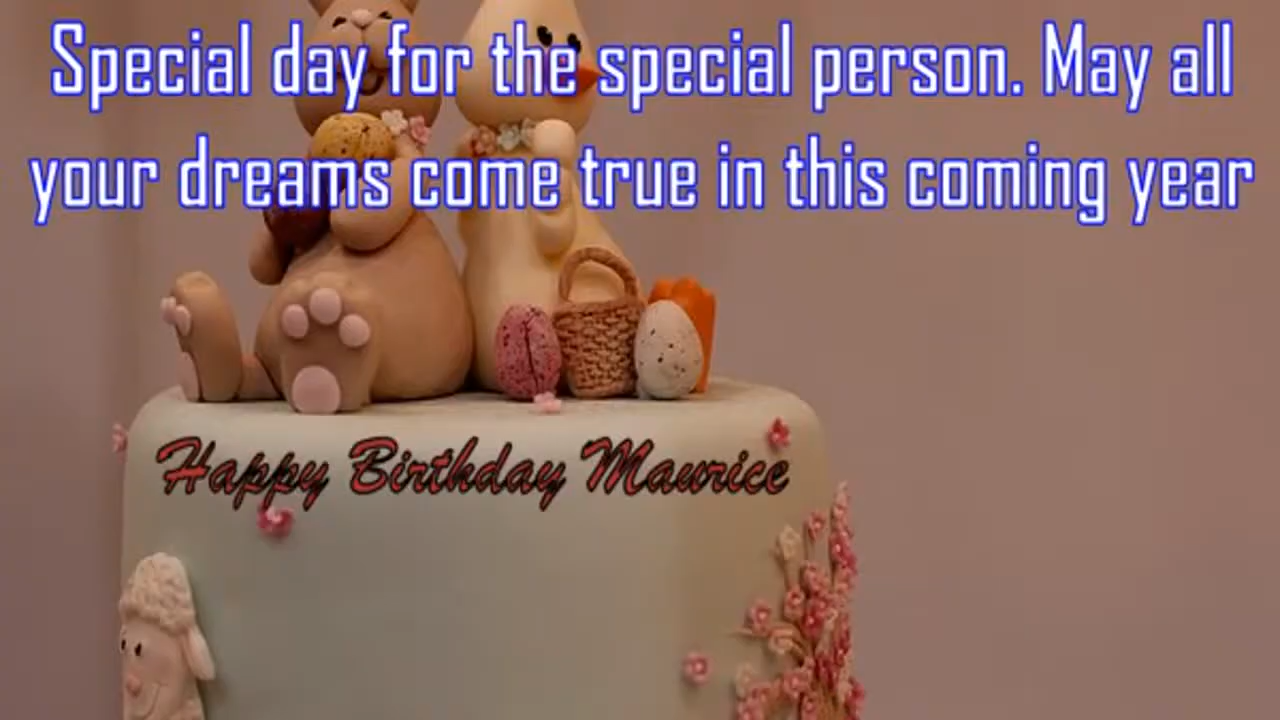 Special day for the special person. May all
your dreams come true in this coming year
Happy Birthday Maurice